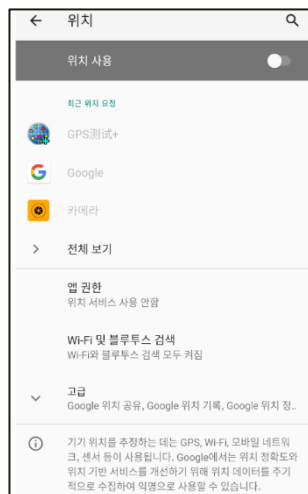 위치
위치 사용
최근 위치 요청
GPS测试+
Google
카메라
전체 보기
앱 권한
위치 서비스 사용 안함
Wi-Fi 및 블루투스 검색
Wi-Fi와 블루투스 검색 모두 켜짐
고급
Google 위치 공유, Google 위치 기록, Google 위치 정..
기기 위치를 추정하는 데는 GPS, Wi-Fi, 모바일 네트워
크, 센서 등이 사용됩니다. Google에서는 위치 정확도와
위치 기반 서비스를 개선하기 위해 위치 데이터를 주기
적으로 수집하여 익명으로 사용할 수 있습니다.